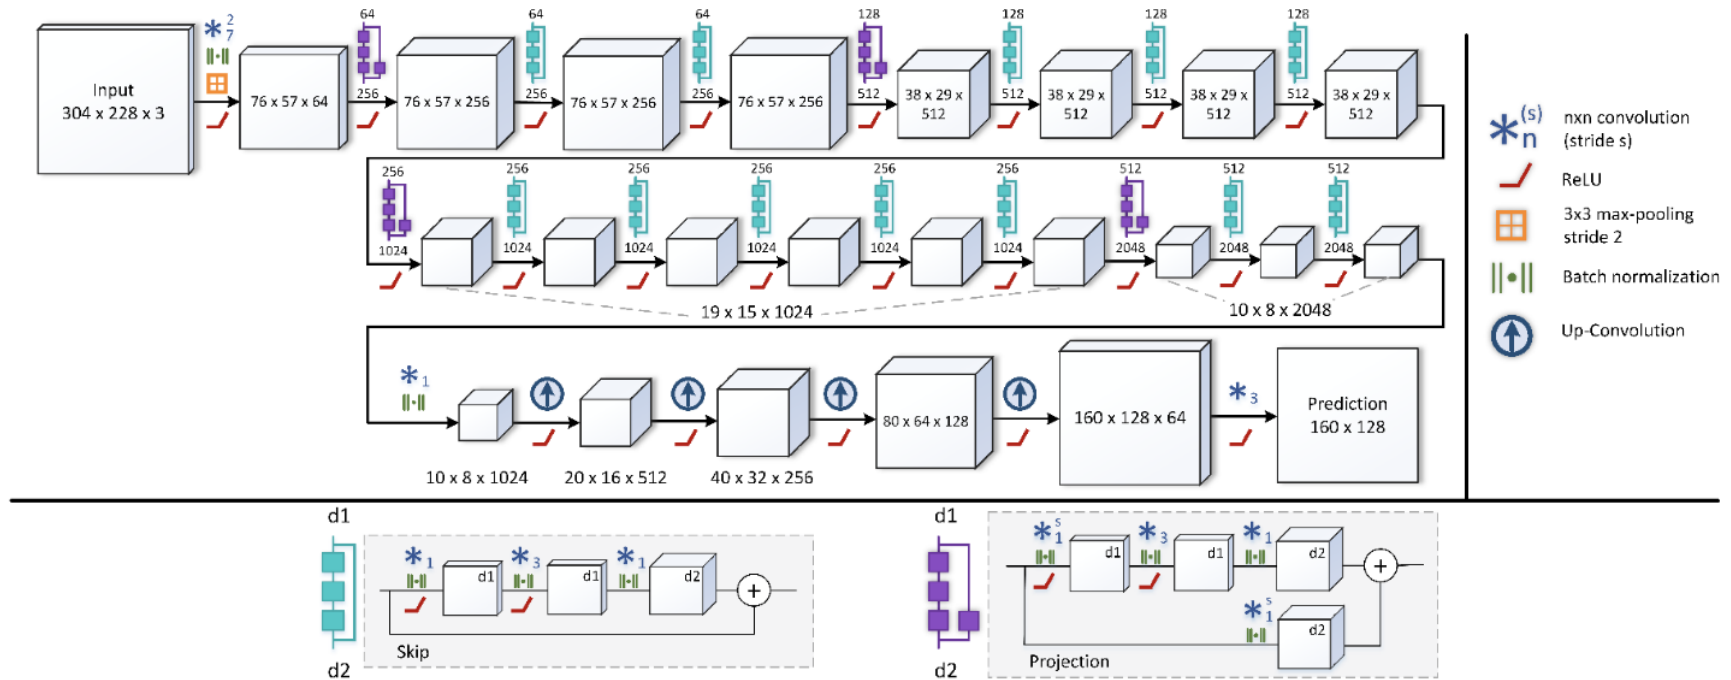 Input
304 x 228 x 3
2
7
76 x 57 x 64
64
256
76 x 57 x 256
64
256
76 x 57 x 256
64
256
76 x 57 x 256
128
512
38 x 29 x
512
128
512
38 x 29 x
512
128
512
38 x 29 x
512
128
512
38 x 29 x
512
256
1024
256
1024
256
1024
256
1024
256
1024
256
1024
512
2048
512
2048
512
2048
19 x 15 x 1024
10 x 8 x 2048
1
10 x 8 x 1024
20 x 16 x 512
40 x 32 x 256
80 x 64 x 128
160 x 128 x 64
3
Prediction
160 x 128
(s)
n
nxn convolution
(stride s)
ReLU
3x3 max-pooling
stride 2
Batch normalization
Up-Convolution
d1
d2
1
d1
3
d1
1
d2
+
Skip
d1
d2
s
1
d1
3
d1
1
d2
+
s
1
d2
Projection